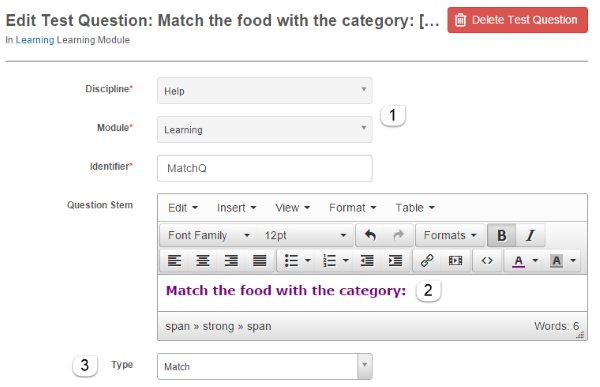 Edit Test Question: Match the food with the category: [... Delete Test Question
In Learning Learning Module
Discipline* Help
1
Module* Learning
Identifier* MatchQ
Question Stem Edit Insert View Format Table
Font Family 12pt Formats B I
A A
Match the food with the category: 2
span » strong » span Words: 6
3 Type Match